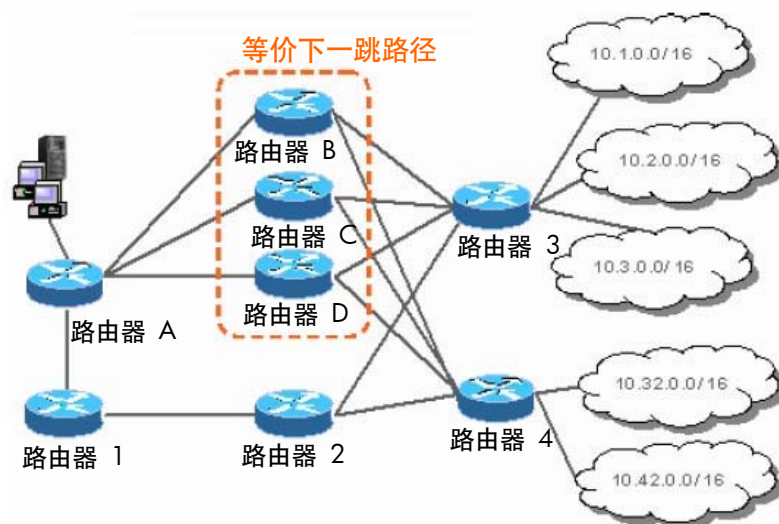 等价下一跳路径
路由器 B
路由器 C
路由器 D
路由器 A
路由器 1
路由器 2
路由器 3
路由器 4
10.1.0.0/16
10.2.0.0/16
10.3.0.0/16
10.32.0.0/16
10.42.0.0/16